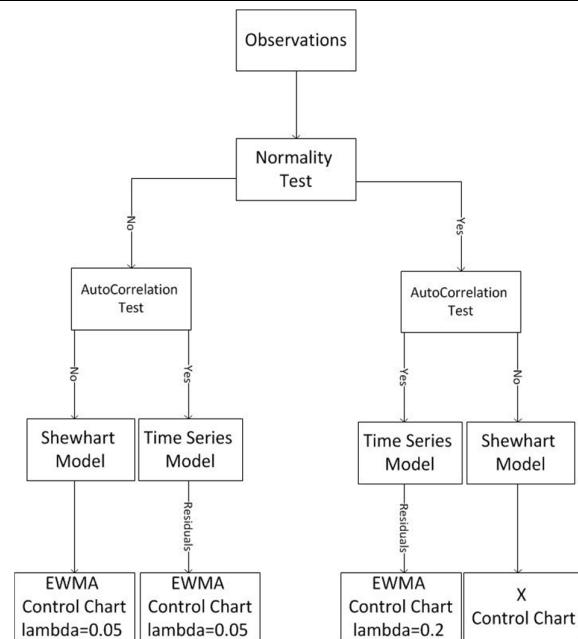 Observations
Normality
Test
No
Yes
AutoCorrelation
Test
AutoCorrelation
Test
No
Yes
Yes
No
Shewhart
Model
Time Series
Model
Time Series
Model
Shewhart
Model
Residuals
Residuals
EWMA
Control Chart
lambda=0.05
EWMA
Control Chart
lambda=0.05
EWMA
Control Chart
lambda=0.2
X
Control Chart